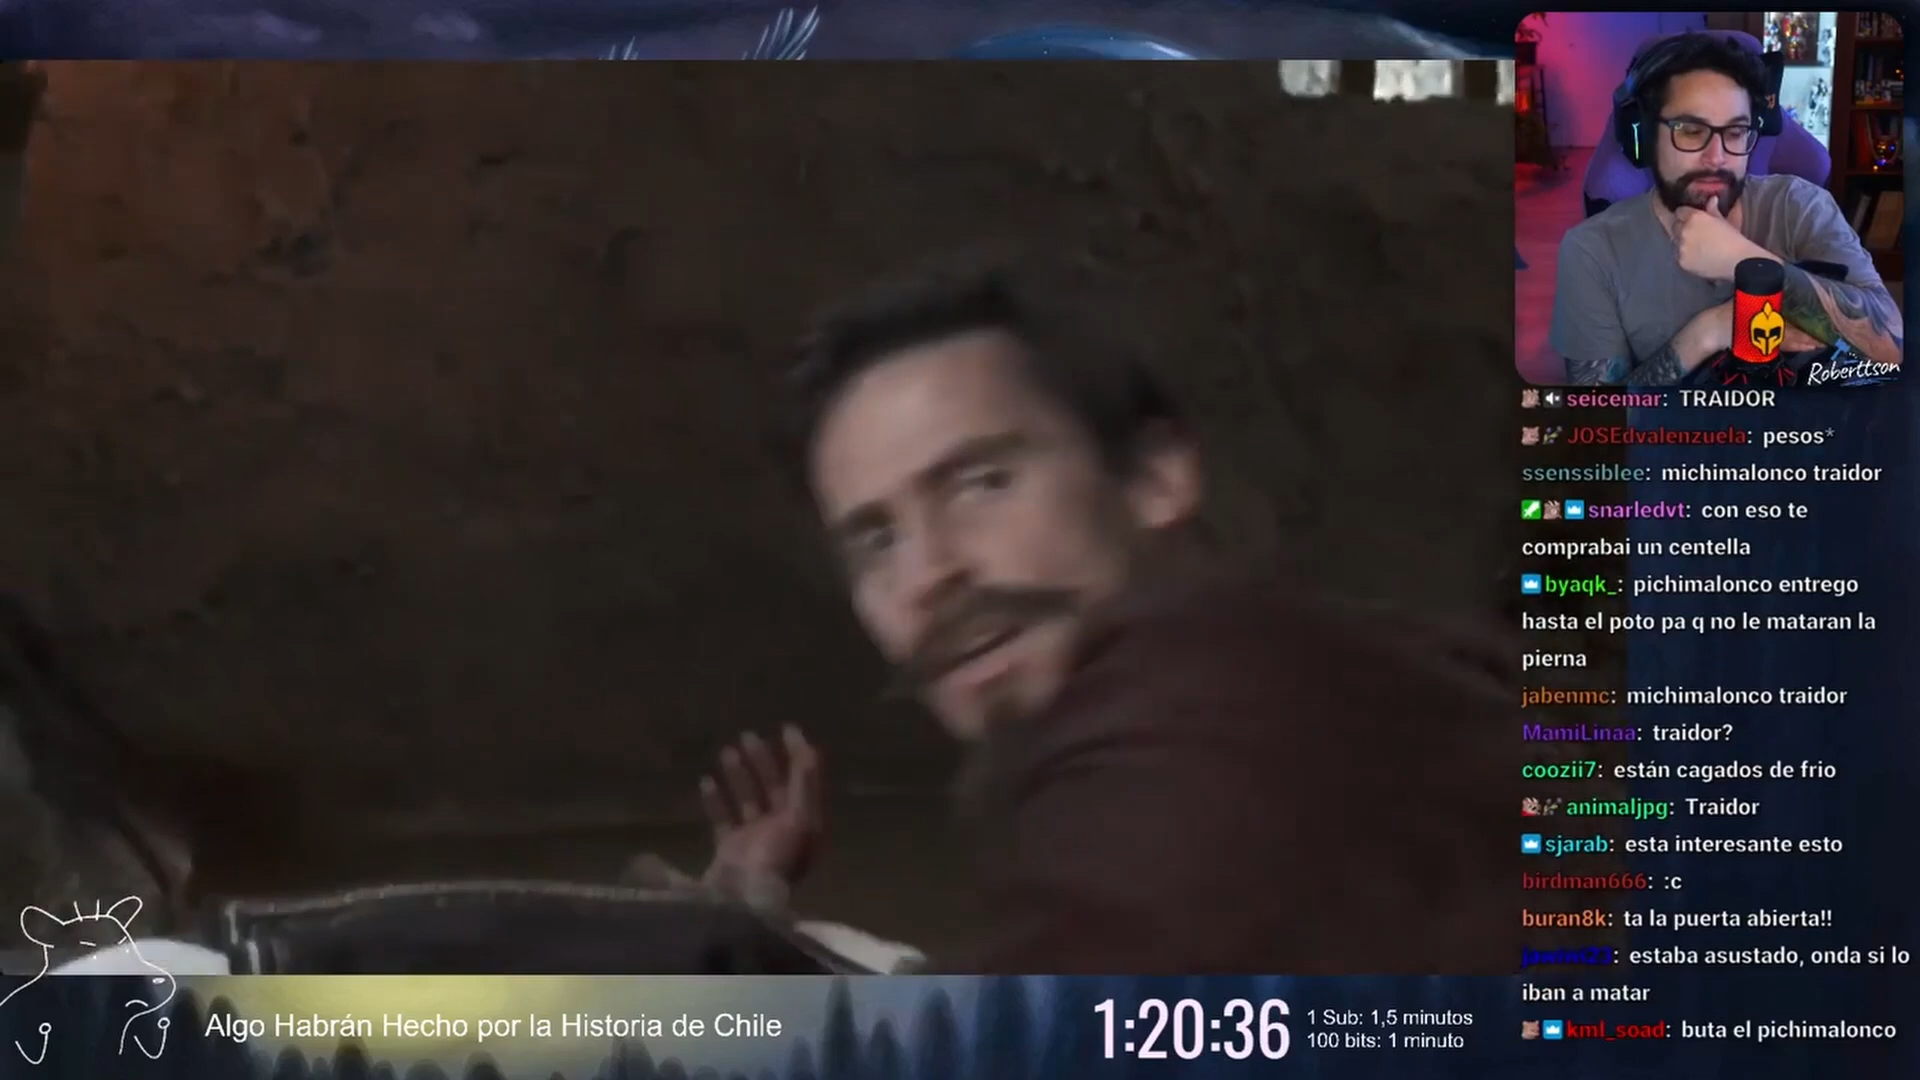 Roberttson
seicemar: TRAIDOR
JOSEdvalenzuela: pesos*
ssenssiblee: michimalonco traidor
snarledvt: con eso te
comprabai un centella
byaqk_: pichimalonco entrego
hasta el poto pa q no le mataran la
pierna
jabenmc: michimalonco traidor
MamiLinaa: traidor?
coozii7: están cagados de frio
animaljpg: Traidor
sjarab: esta interesante esto
birdman666: :c
buran8k: ta la puerta abierta!!
: estaba asustado, onda si lo
iban a matar
kml_soad: buta el pichimalonco
Algo Habrán Hecho por la Historia de Chile
1:20:36
1 Sub: 1,5 minutos
100 bits: 1 minuto